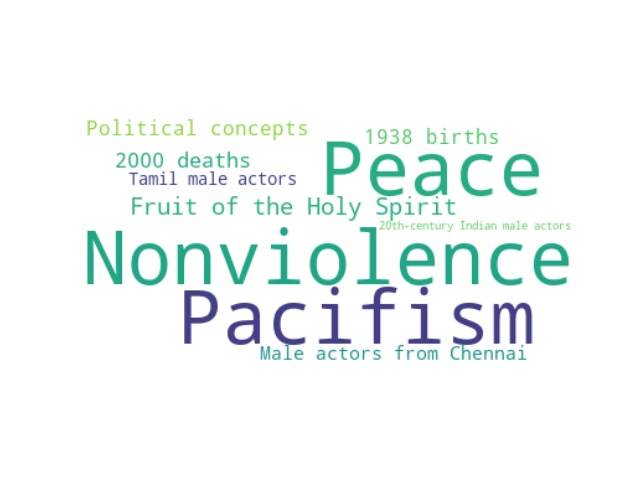 Political concepts
1938 births
Peace
2000 deaths
Tamil male actors
Fruit of the Holy Spirit
20th-century Indian male actors
Nonviolence
Pacifism
Male actors from Chennai